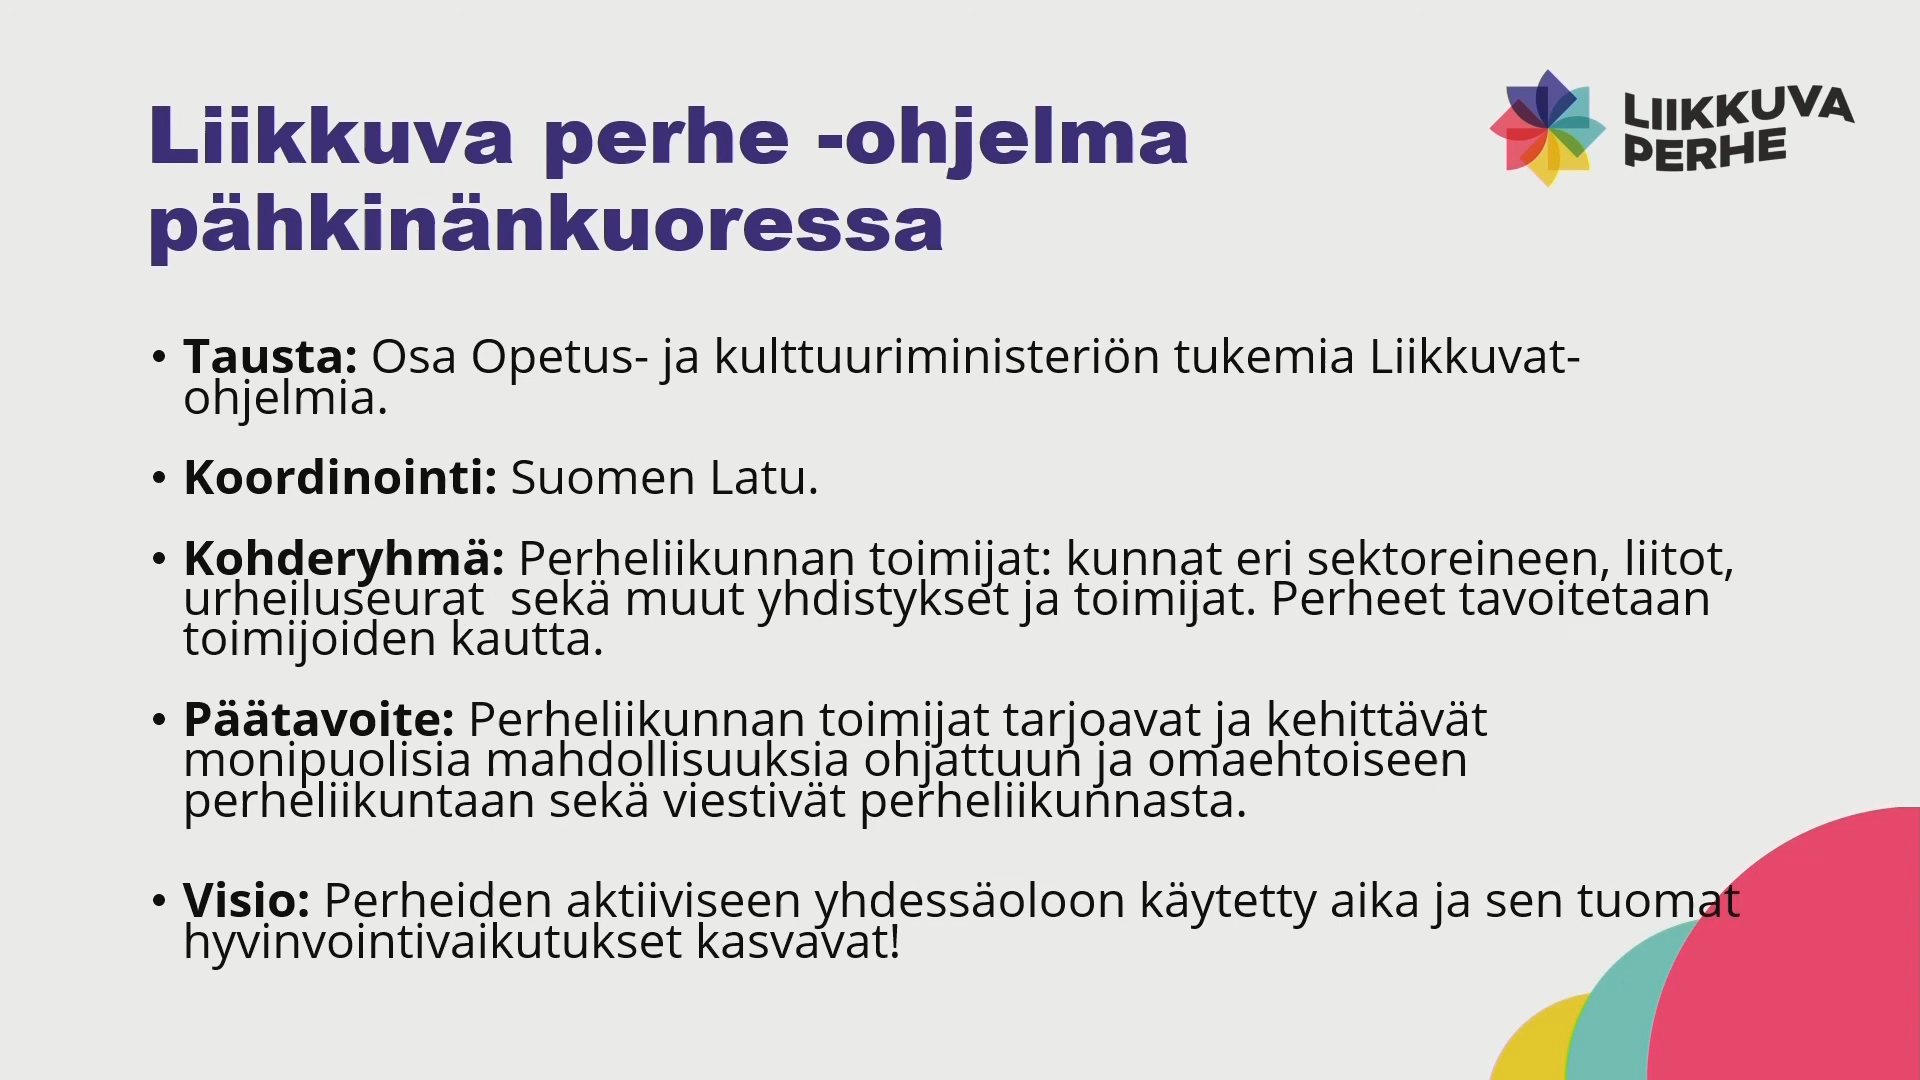 Liikkuva perhe -ohjelma
pähkinänkuoressa
LIIKKUVA
PERHE
• Tausta: Osa Opetus- ja kulttuuriministeriön tukemia Liikkuvat-
ohjelmia.
• Koordinointi: Suomen Latu.
• Kohderyhmä: Perheliikunnan toimijat: kunnat eri sektoreineen, liitot,
urheiluseurat  sekä muut yhdistykset ja toimijat. Perheet tavoitetaan
toimijoiden kautta.
• Päätavoite: Perheliikunnan toimijat tarjoavat ja kehittävät
monipuolisia mahdollisuuksia ohjattuun ja omaehtoiseen
perheliikuntaan sekä viestivät perheliikunnasta.
• Visio: Perheiden aktiiviseen yhdessäoloon käytetty aika ja sen tuomat
hyvinvointivaikutukset kasvavat!